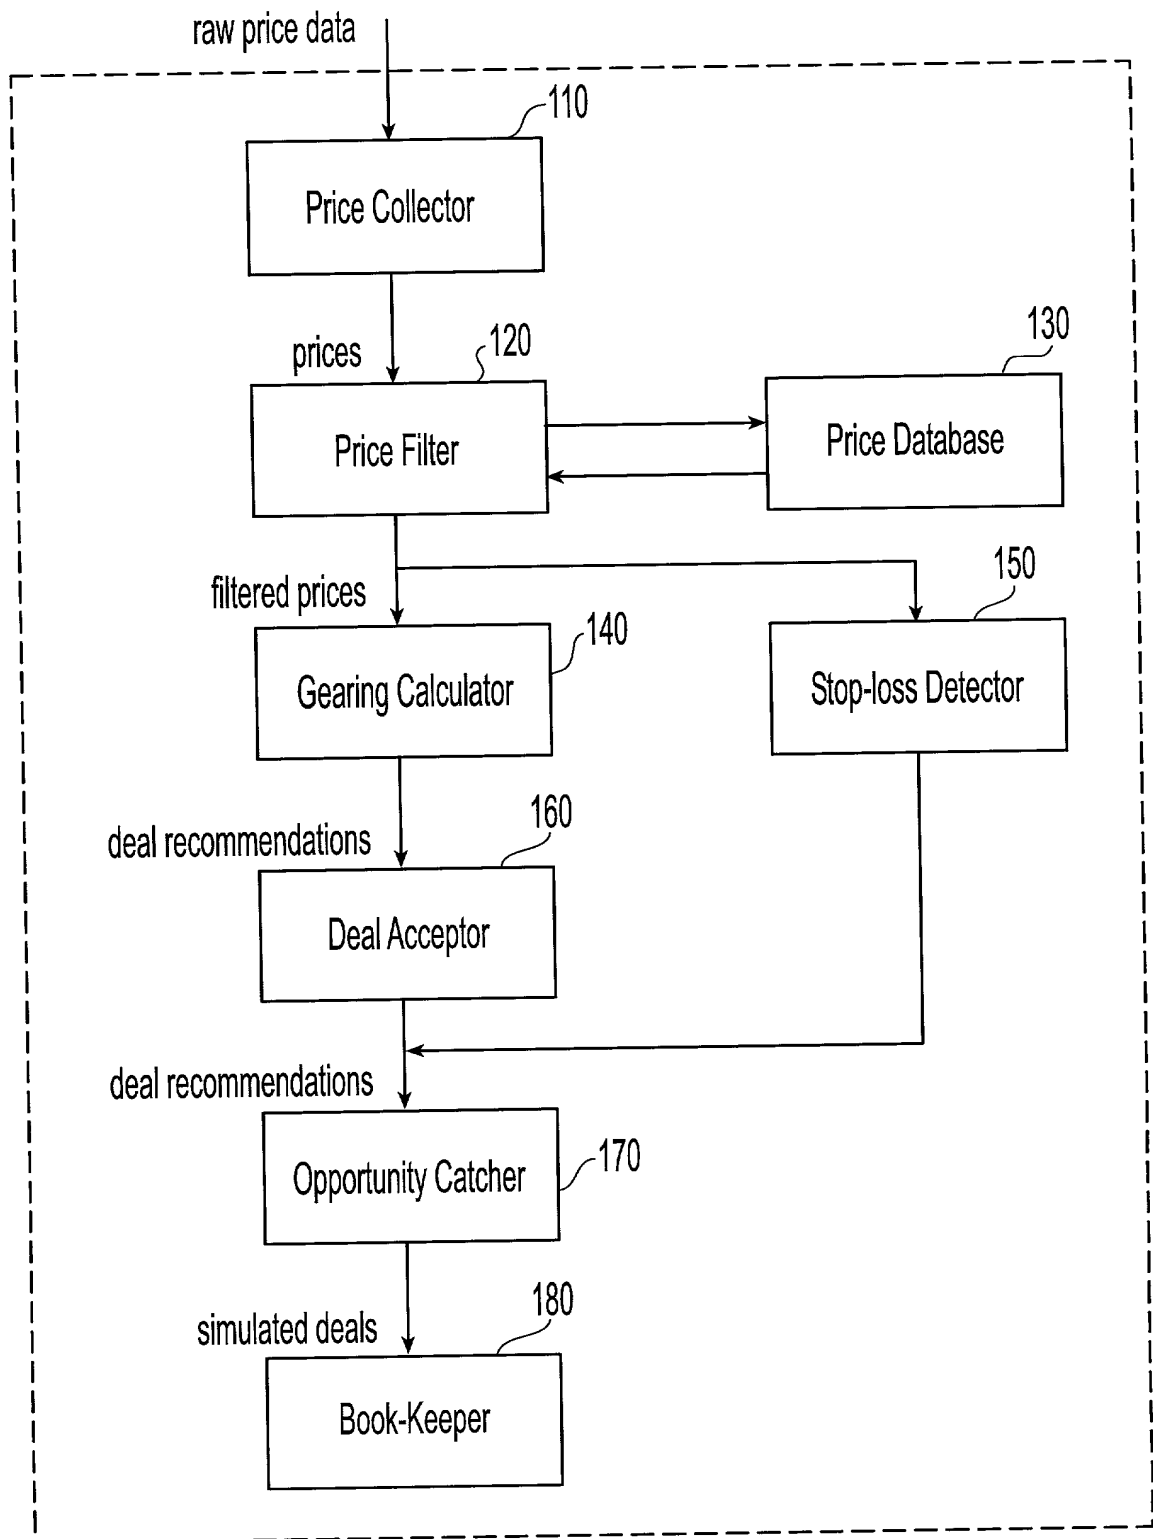 raw price data
110
Price Collector
prices
120
130
Price Filter
Price Database
filtered prices
150
140
Gearing Calculator
Stop-loss Detector
deal recommendations
160
Deal Acceptor
deal recommendations
Opportunity Catcher
170
simulated deals
180
Book-Keeper